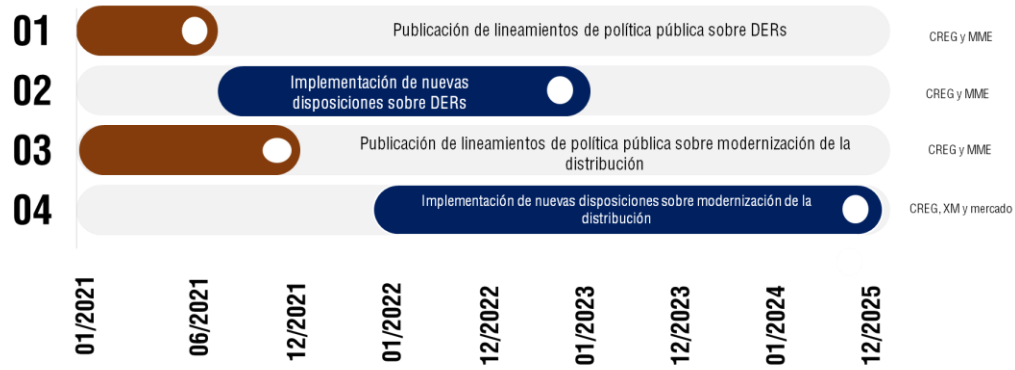 01
Publicación de lineamientos de política pública sobre DERs
CREG y MME
02
Implementación de nuevas
disposiciones sobre DERs
CREG y MME
03
Publicación de lineamientos de política pública sobre modernización de la
distribución
CREG y MME
04
Implementación de nuevas disposiciones sobre modernización de la
distribución
CREG, XM y mercado
01/2021
06/2021
12/2021
01/2022
12/2022
01/2023
12/2023
01/2024
12/2025